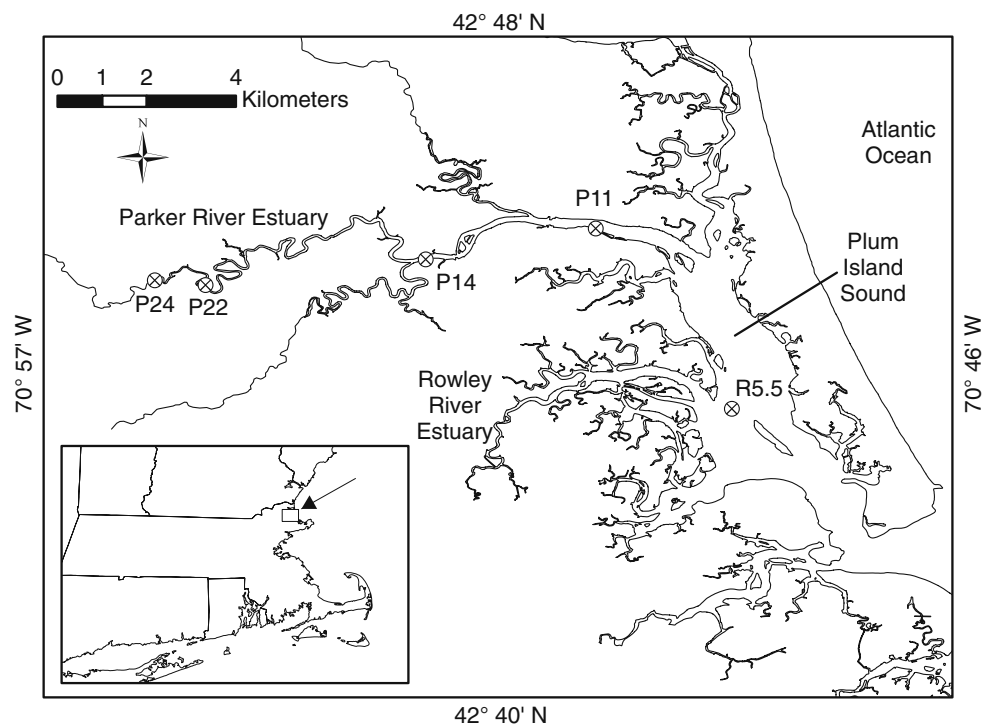 42° 48' N
0 1 2 4
Kilometers
N
Atlantic
Ocean
P11
Parker River Estuary
Plum
Island
Sound
P14
P24 P22
70° 57' W
70° 46' W
Rowley
River
Estuary
R5.5
42° 40' N